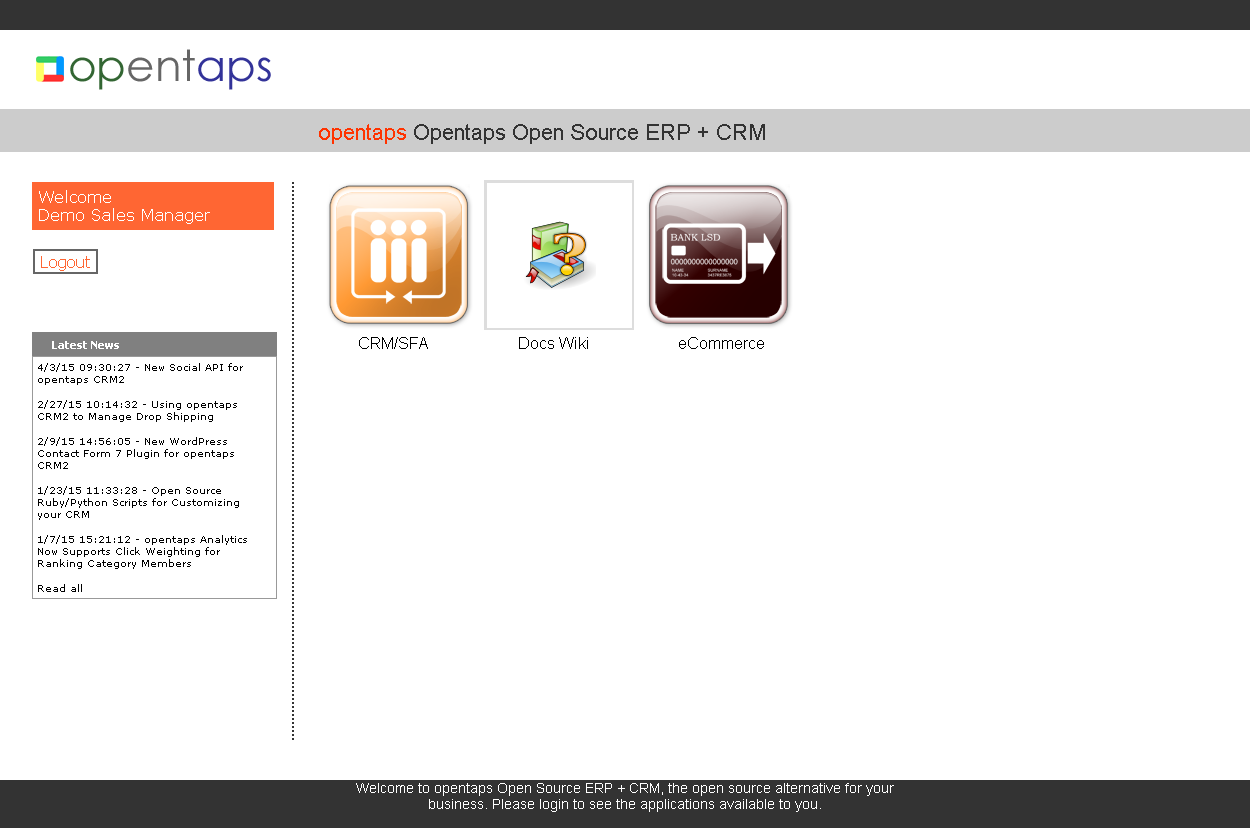 opentaps
opentaps Opentaps Open Source ERP + CRM
Welcome
Demo Sales Manager
Logout
Latest News
4/3/15 09:30:27 - New Social API for
opentaps CRM2
2/27/15 10:14:32 - Using opentaps
CRM2 to Manage Drop Shipping
2/9/15 14:56:05 - New WordPress
Contact Form 7 Plugin for opentaps
CRM2
1/23/15 11:33:28 - Open Source
Ruby/Python Scripts for Customizing
your CRM
1/7/15 15:21:12 - opentaps Analytics
Now Supports Click Weighting for
Ranking Category Members
Read all
BANK LSD
0000000000000000
NAME SURNAME
CRM/SFA
Docs Wiki
eCommerce
Welcome to opentaps Open Source ERP + CRM, the open source alternative for your
business. Please login to see the applications available to you.